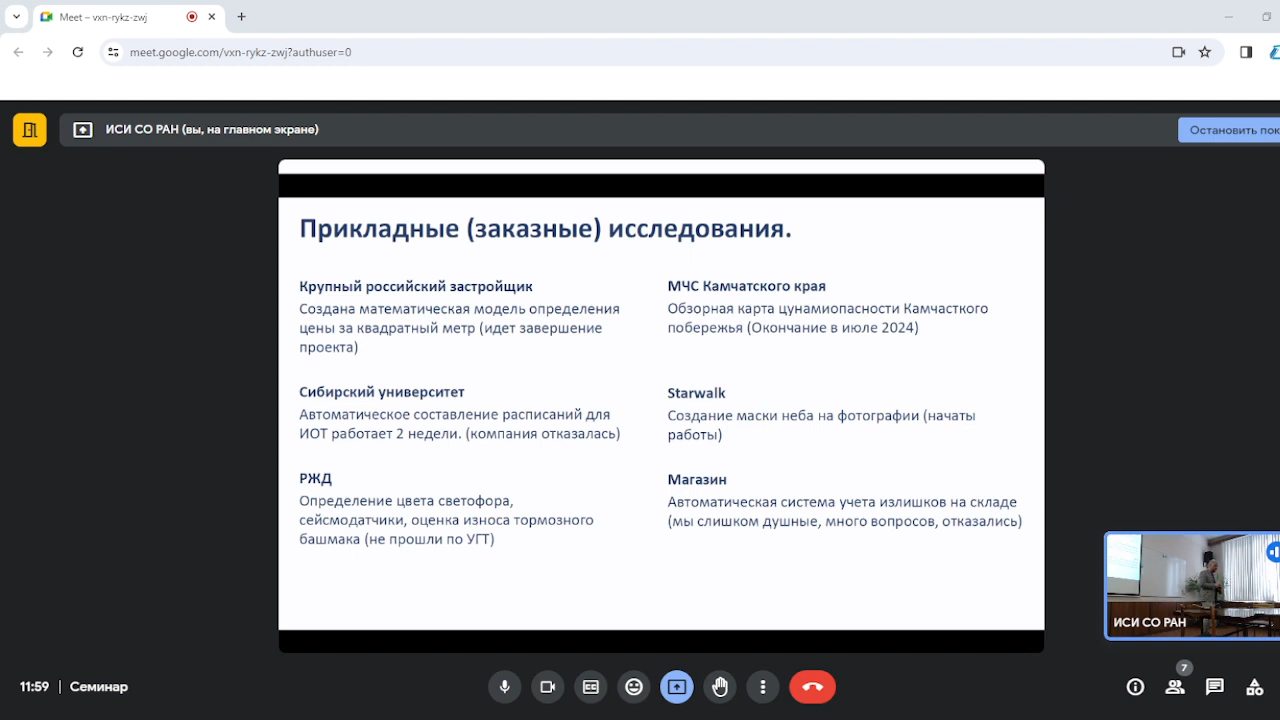 Meet – vxn-rykz-zwj
meet.google.com/vxn-rykz-zwj?authuser=0
ИСИ СО РАН (вы, на главном экране)
Остановить пок
Прикладные (заказные) исследования.
Крупный российский застройщик
Создана математическая модель определения
цены за квадратный метр (идет завершение
проекта)
Сибирский университет
Автоматическое составление расписаний для
ИОТ работает 2 недели. (компания отказалась)
РЖД
Определение цвета светофора,
сейсмодатчики, оценка износа тормозного
башмака (не прошли по УГТ)
МЧС Камчатского края
Обзорная карта цунамиопасности Камчасткого
побережья (Окончание в июле 2024)
Starwalk
Создание маски неба на фотографии (начаты
работы)
Магазин
Автоматическая система учета излишков на складе
(мы слишком душные, много вопросов, отказались)
ИСИ СО РАН
11:59 | Семинар
7